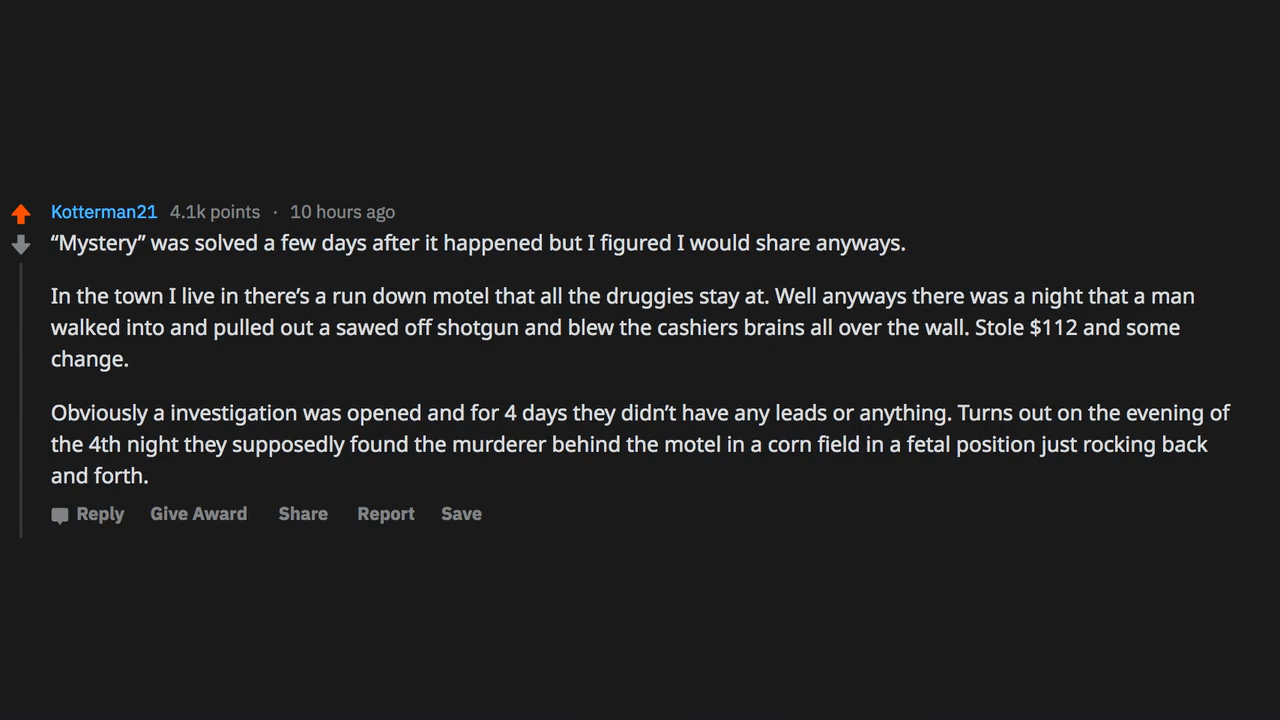 Kotterman21 4.1k points · 10 hours ago
“Mystery” was solved a few days after it happened but I figured I would share anyways.
In the town I live in there’s a run down motel that all the druggies stay at. Well anyways there was a night that a man
walked into and pulled out a sawed off shotgun and blew the cashiers brains all over the wall. Stole $112 and some
change.
Obviously a investigation was opened and for 4 days they didn’t have any leads or anything. Turns out on the evening of
the 4th night they supposedly found the murderer behind the motel in a corn field in a fetal position just rocking back
and forth.
Reply Give Award Share Report Save